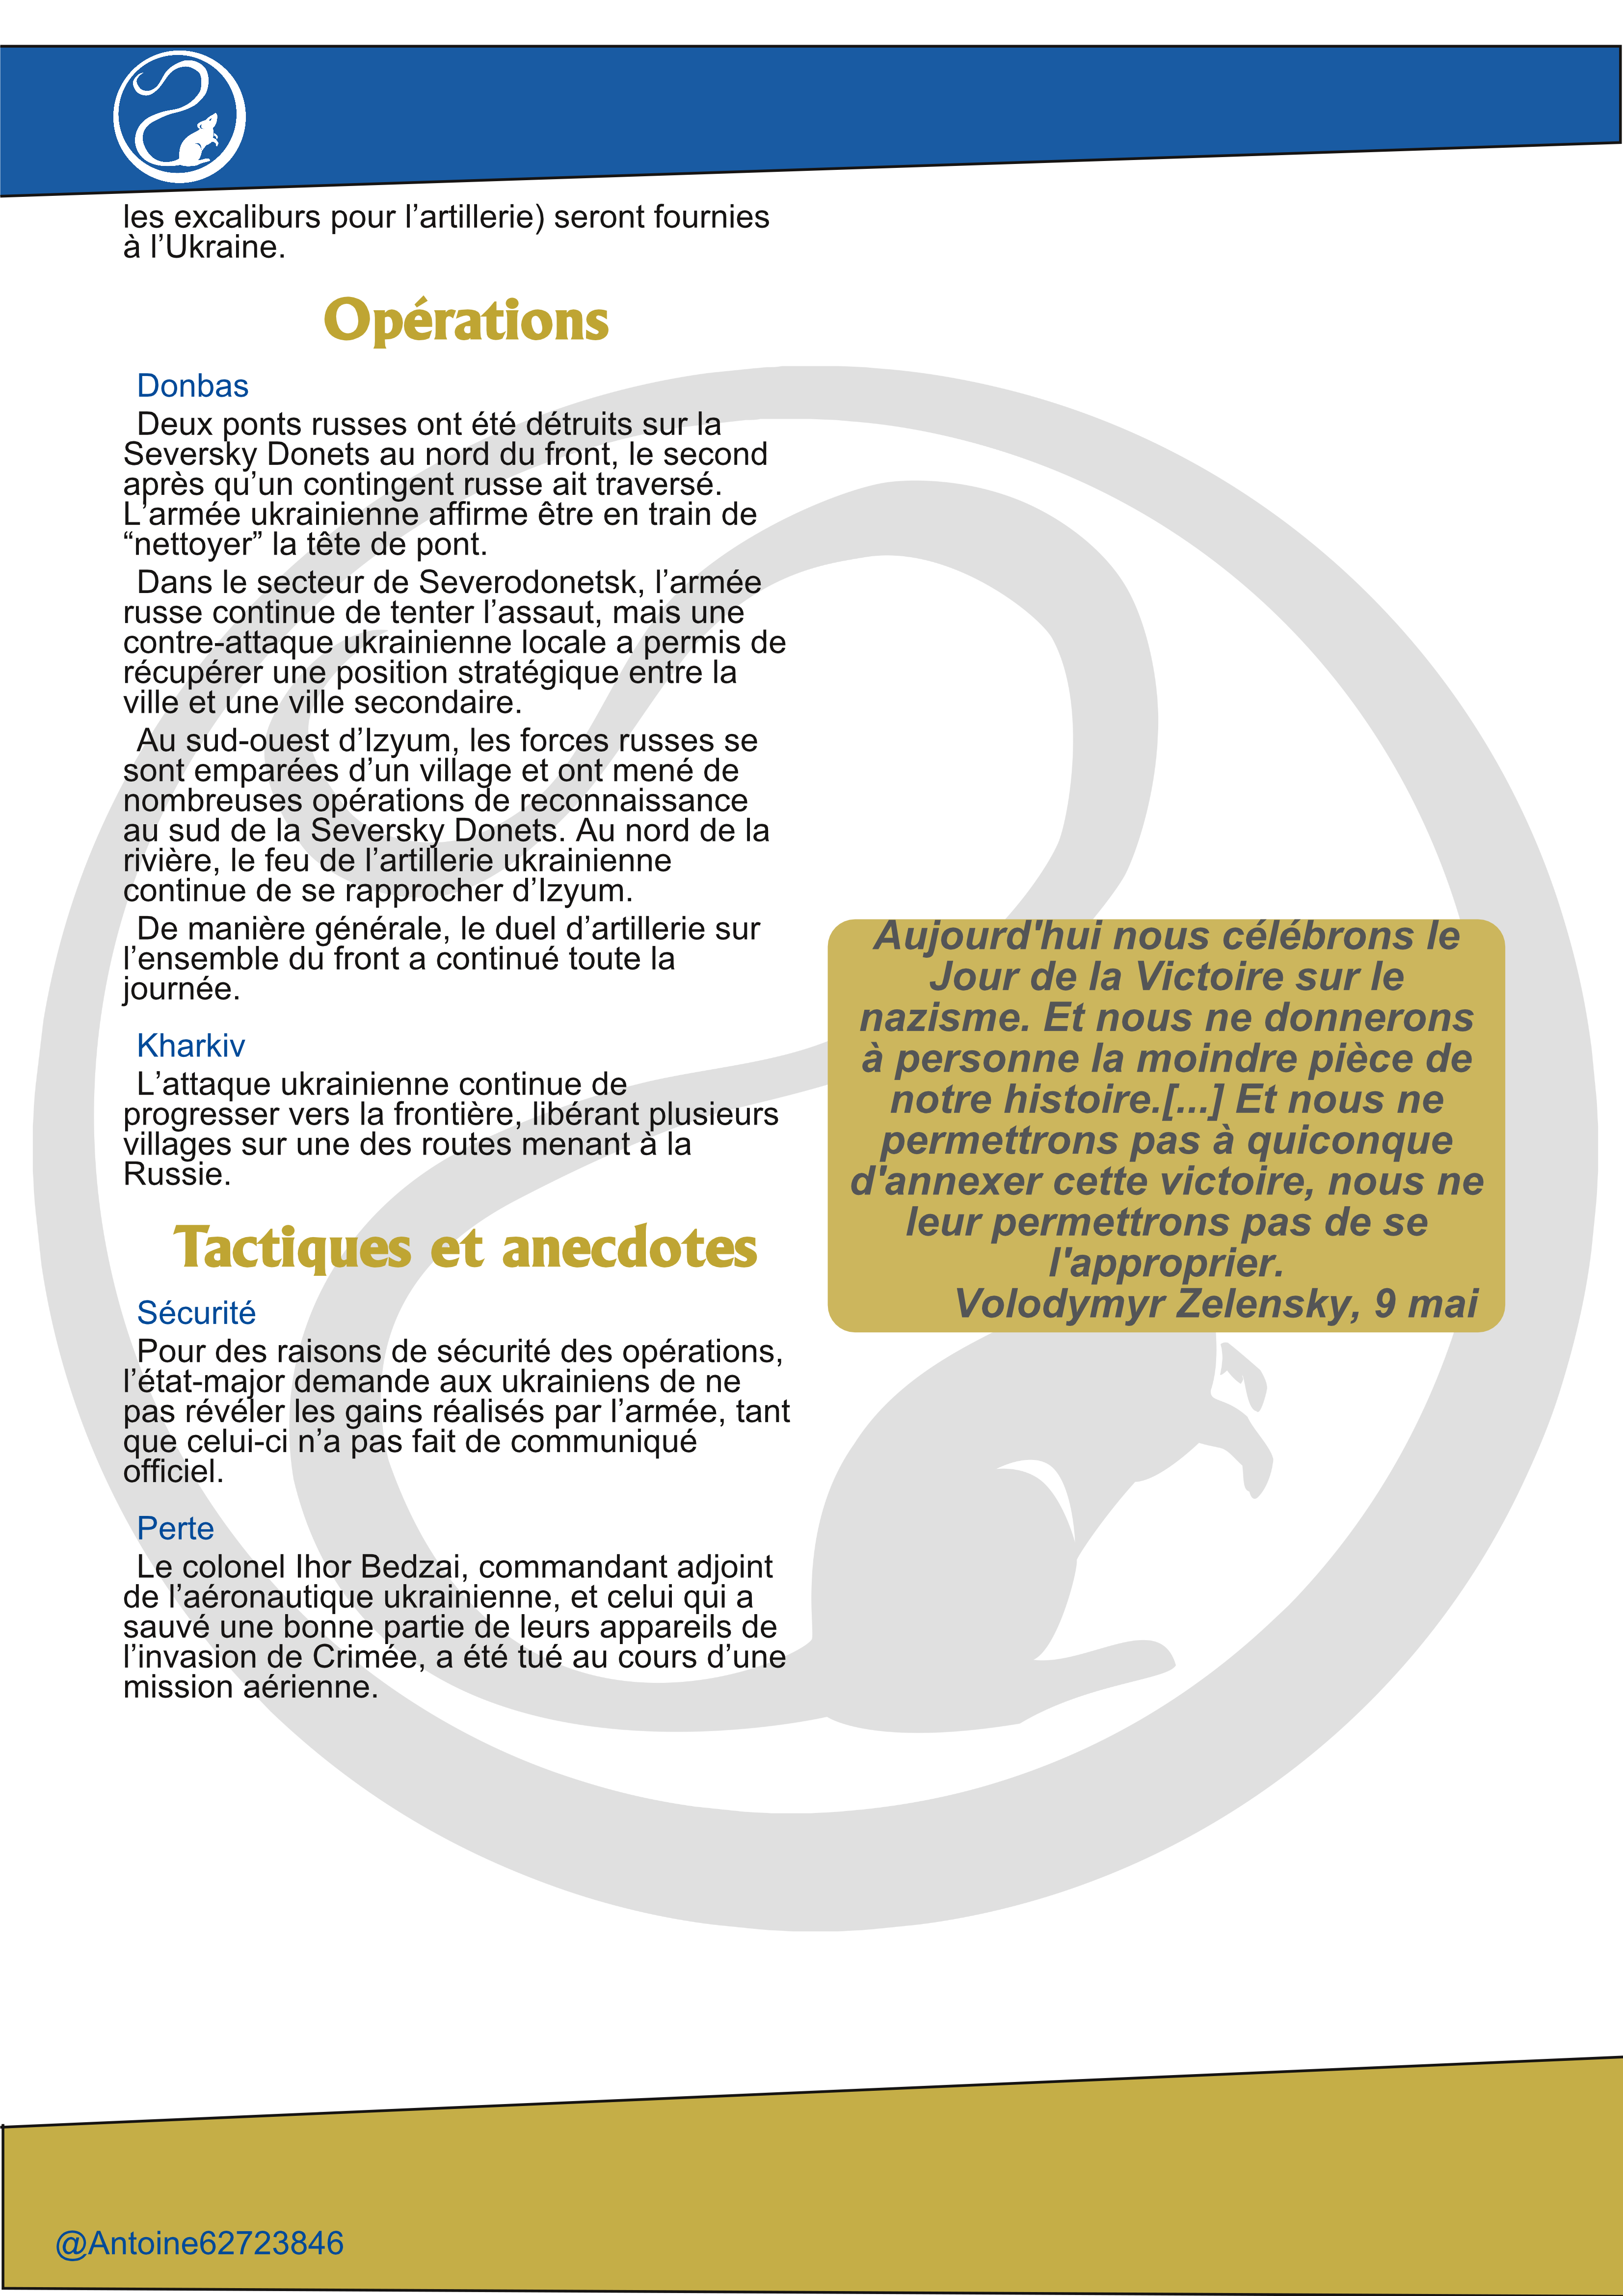 les excaliburs pour l’artillerie) seront fournies
à l’Ukraine.
Opérations
Donbas
Deux ponts russes ont été détruits sur la
Seversky Donets au nord du front, le second
après qu’un contingent russe ait traversé.
L’armée ukrainienne affirme être en train de
“nettoyer” la tête de pont.
Dans le secteur de Severodonetsk, l’armée
russe continue de tenter l’assaut, mais une
contre-attaque ukrainienne locale a permis de
récupérer une position stratégique entre la
ville et une ville secondaire.
Au sud-ouest d’Izyum, les forces russes se
sont emparées d’un village et ont mené de
nombreuses opérations de reconnaissance
au sud de la Seversky Donets. Au nord de la
rivière, le feu de l’artillerie ukrainienne
continue de se rapprocher d’Izyum.
De manière générale, le duel d’artillerie sur
l’ensemble du front a continué toute la
journée.
Kharkiv
L’attaque ukrainienne continue de
progresser vers la frontière, libérant plusieurs
villages sur une des routes menant à la
Russie.
Tactiques et anecdotes
Sécurité
Pour des raisons de sécurité des opérations,
l’état-major demande aux ukrainiens de ne
pas révéler les gains réalisés par l’armée, tant
que celui-ci n’a pas fait de communiqué
officiel.
Perte
Le colonel Ihor Bedzai, commandant adjoint
de l’aéronautique ukrainienne, et celui qui a
sauvé une bonne partie de leurs appareils de
l’invasion de Crimée, a été tué au cours d’une
mission aérienne.
Aujourd'hui nous célébrons le
Jour de la Victoire sur le
nazisme. Et nous ne donnerons
à personne la moindre pièce de
notre histoire.[...] Et nous ne
permettrons pas à quiconque
d'annexer cette victoire, nous ne
leur permettrons pas de se
l'approprier.
Volodymyr Zelensky, 9 mai
@Antoine62723846